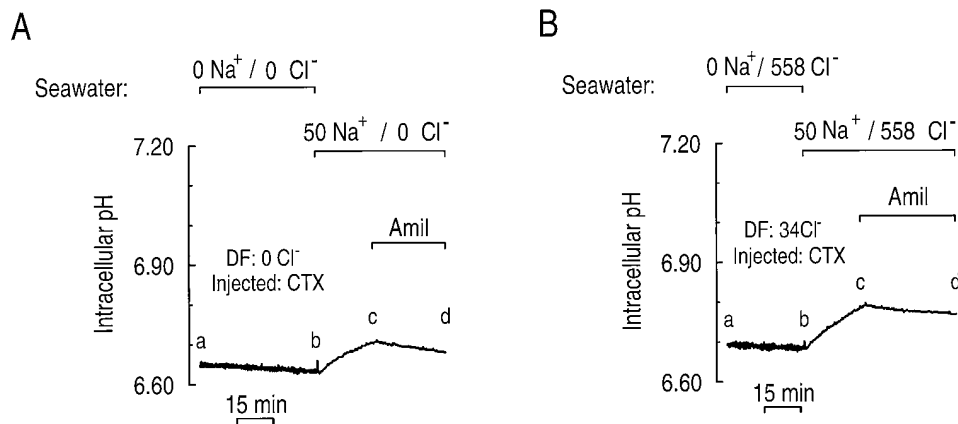 A
Seawater:
0 Na⁺ / 0 Cl⁻
50 Na⁺ / 0 Cl⁻
7.20
6.90
6.60
Intracellular pH
Amil
DF: 0 Cl⁻
Injected: CTX
a
b
c
d
15 min
B
Seawater:
0 Na⁺/ 558 Cl⁻
50 Na⁺ / 558 Cl⁻
7.20
6.90
6.60
Intracellular pH
Amil
DF: 34Cl⁻
Injected: CTX
a
b
c
d
15 min